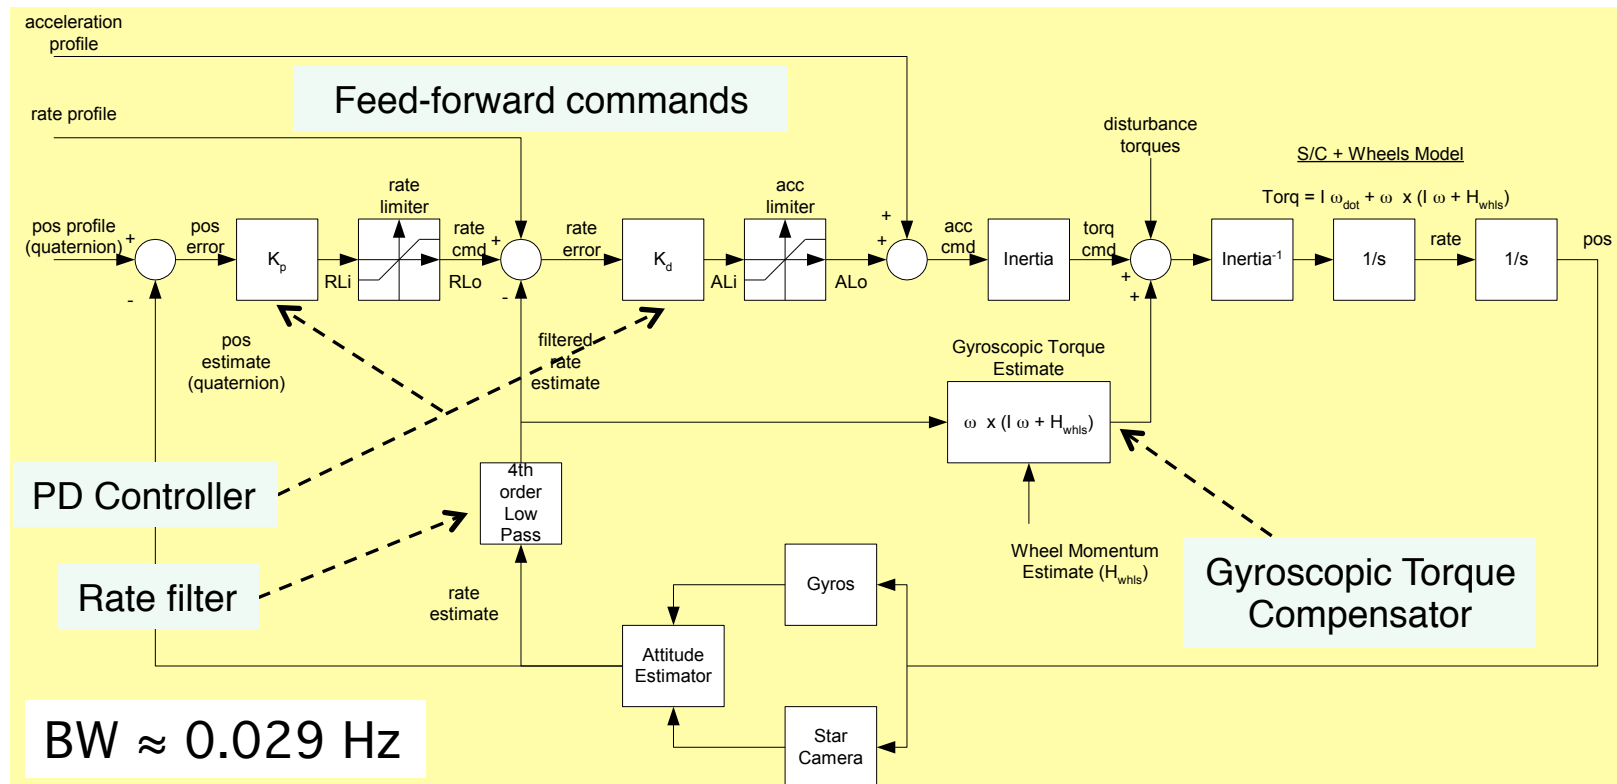 acceleration
profile
Feed-forward commands
rate profile
disturbance
torques
S/C + Wheels Model
Torq = I ω_dot + ω x (I ω + H_whls)
pos profile
(quaternion)
+
-
pos
error
K_p
RLi
rate
limiter
RLo
rate
cmd
+
-
rate
error
K_d
ALi
acc
limiter
ALo
+
+
acc
cmd
Inertia
torq
cmd
+
+
Inertia^-1
1/s
rate
1/s
pos
pos
estimate
(quaternion)
filtered
rate
estimate
Gyroscopic Torque
Estimate
ω x (I ω + H_whls)
PD Controller
4th
order
Low
Pass
Rate filter
rate
estimate
Wheel Momentum
Estimate (H_whls)
Gyroscopic Torque
Compensator
Gyros
Attitude
Estimator
Star
Camera
BW ≈ 0.029 Hz